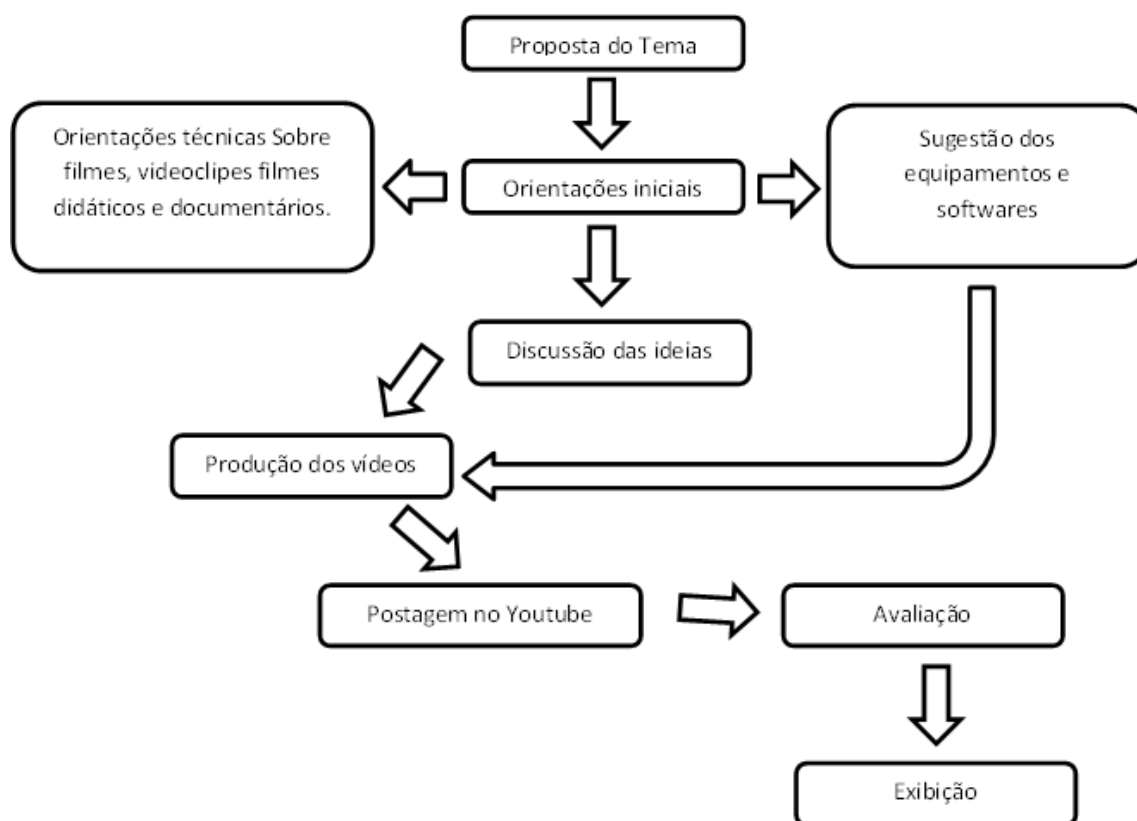 Proposta do Tema
Orientações técnicas Sobre
filmes, videoclipes filmes
didáticos e documentários.
Orientações iniciais
Sugestão dos
equipamentos e
softwares
Discussão das ideias
Produção dos vídeos
Postagem no Youtube
Avaliação
Exibição